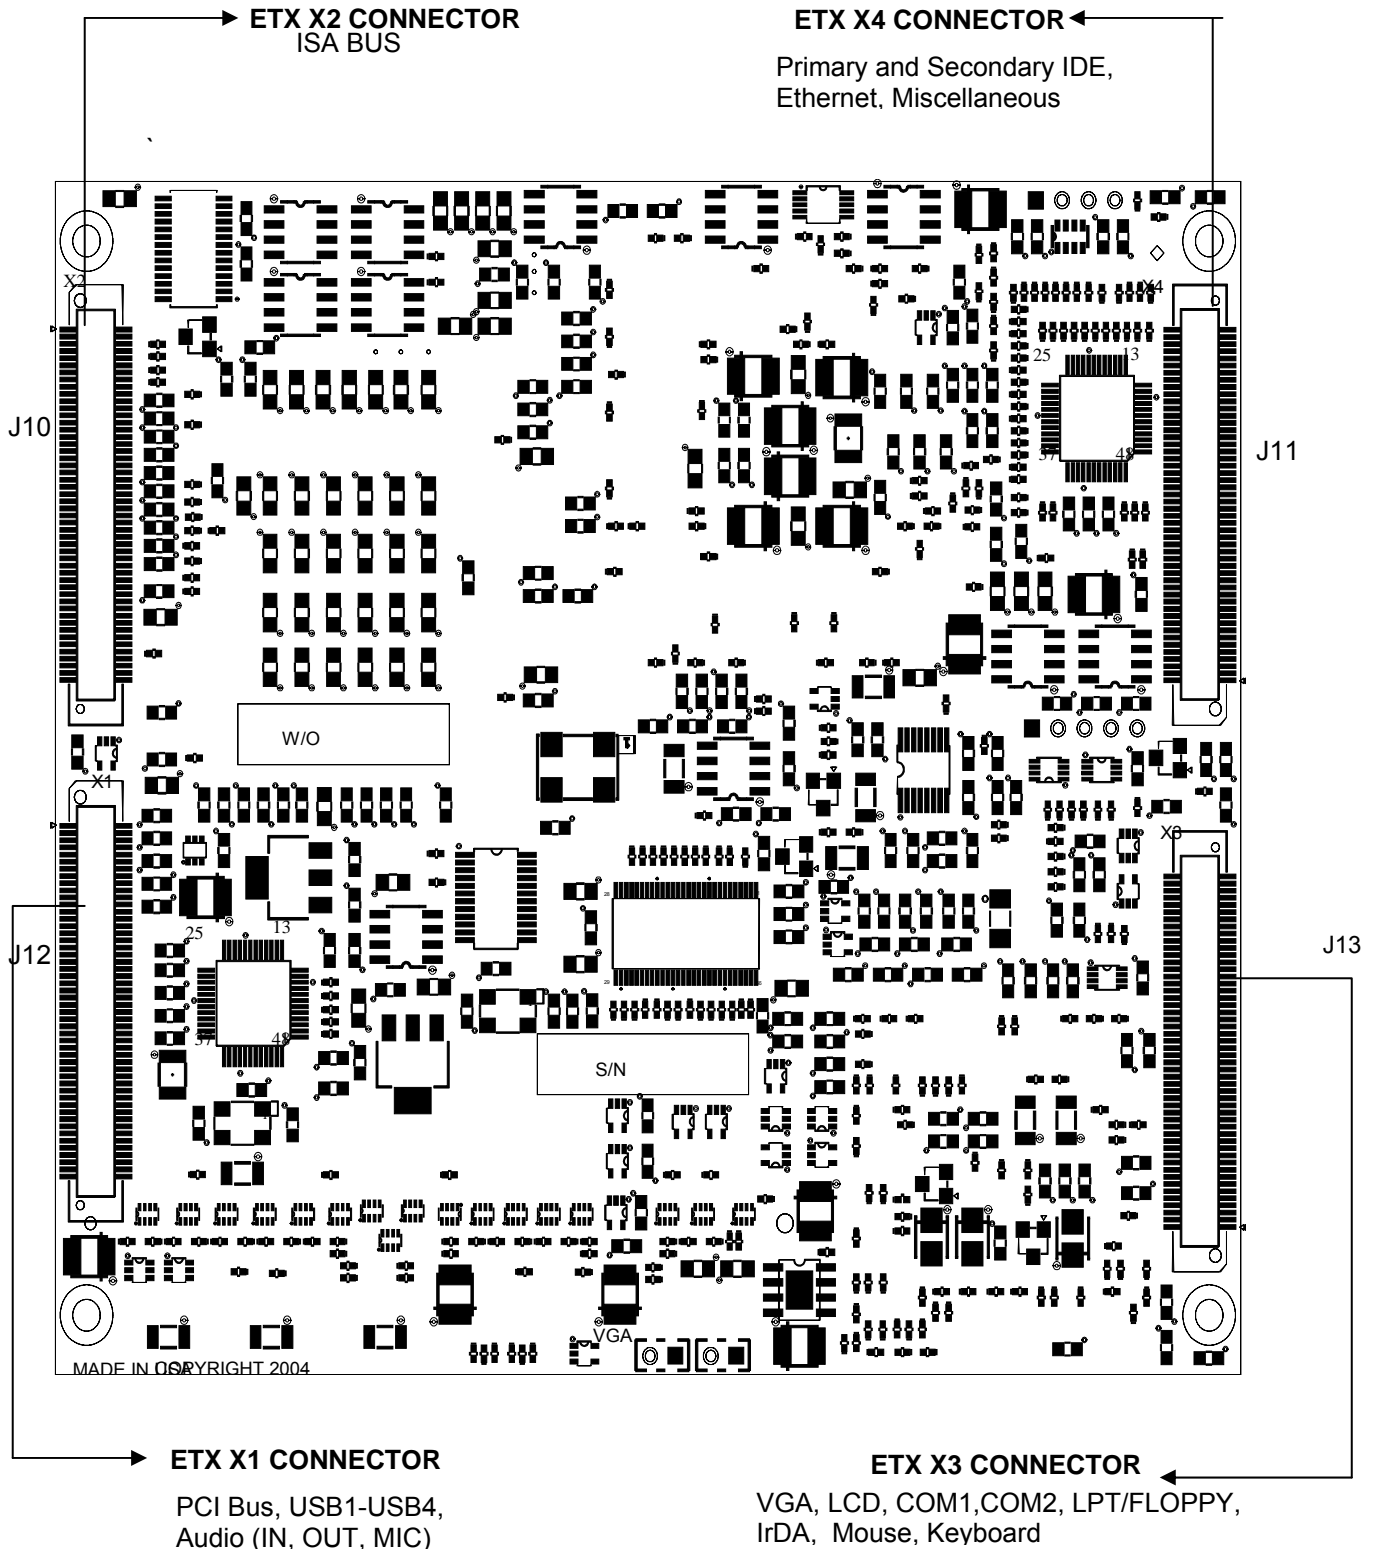 ETX X2 CONNECTOR
ISA BUS
ETX X4 CONNECTOR
Primary and Secondary IDE,
Ethernet, Miscellaneous
X2
X4
25
13
J10
J11
37
48
W/O
X1
X3
28
25
13
J12
J13
29
37
48
S/N
VGA
MADE IN USA
COPYRIGHT 2004
ETX X1 CONNECTOR
PCI Bus, USB1-USB4,
Audio (IN, OUT, MIC)
ETX X3 CONNECTOR
VGA, LCD, COM1,COM2, LPT/FLOPPY,
IrDA, Mouse, Keyboard